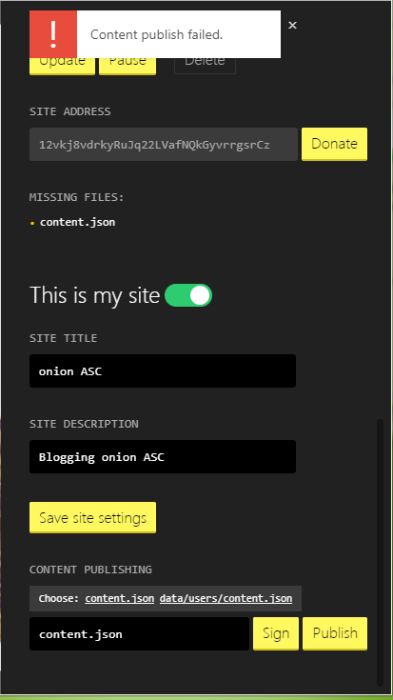 ! Content publish failed. ×
Update Pause Delete
SITE ADDRESS
12vkj8vdrkyRuJq22LVafNQkGyvrrgsrCz Donate
MISSING FILES:
• content.json
This is my site
SITE TITLE
onion ASC
SITE DESCRIPTION
Blogging onion ASC
Save site settings
CONTENT PUBLISHING
Choose: content.json data/users/content.json
content.json Sign Publish